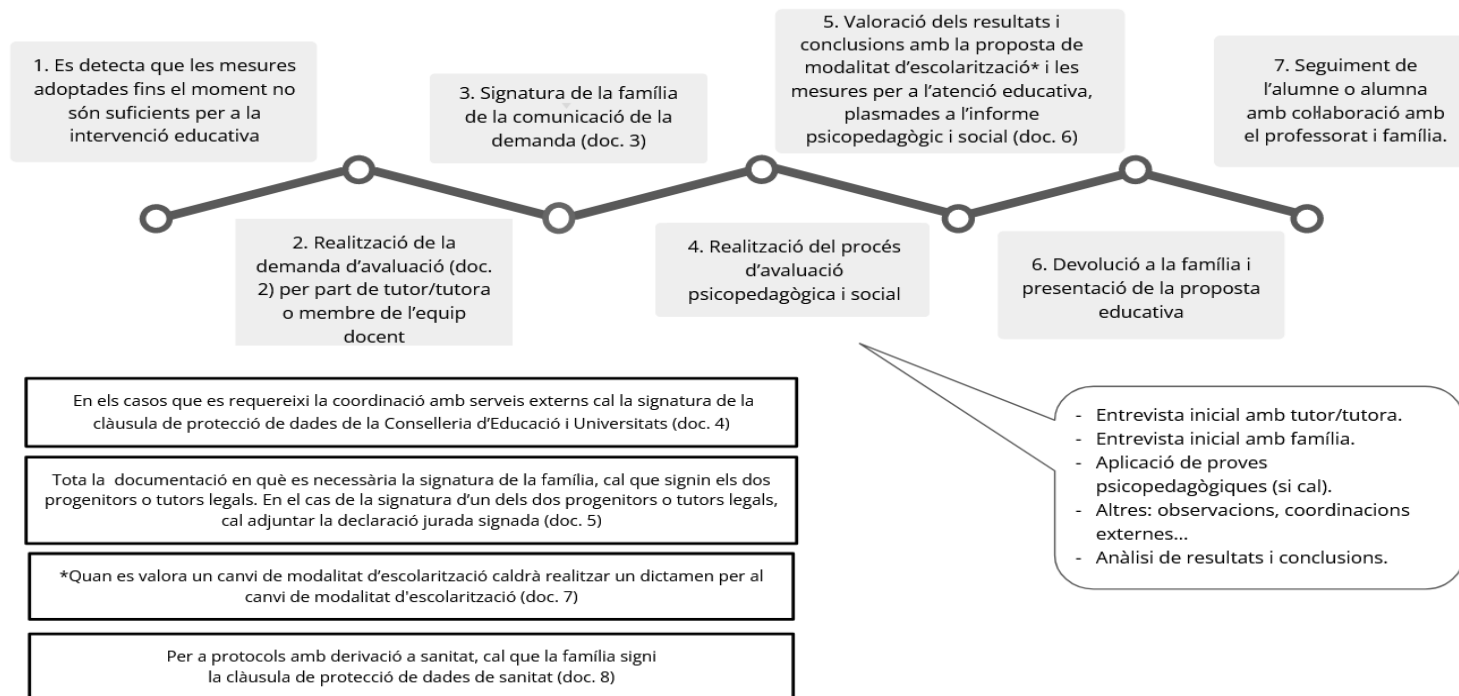 1. Es detecta que les mesures
adoptades fins el moment no
són suficients per a la
intervenció educativa
2. Realització de la
demanda d'avaluació (doc.
2) per part de tutor/tutora
o membre de l'equip
docent
3. Signatura de la família
de la comunicació de la
demanda (doc. 3)
4. Realització del procés
d'avaluació
psicopedagògica i social
5. Valoració dels resultats i
conclusions amb la proposta de
modalitat d'escolarització* i les
mesures per a l'atenció educativa,
plasmades a l'informe
psicopedagògic i social (doc. 6)
6. Devolució a la família i
presentació de la proposta
educativa
7. Seguiment de
l'alumne o alumna
amb col·laboració amb
el professorat i família.
En els casos que es requereixi la coordinació amb serveis externs cal la signatura de la
clàusula de protecció de dades de la Conselleria d'Educació i Universitats (doc. 4)
Tota la documentació en què es necessària la signatura de la família, cal que signin els dos
progenitors o tutors legals. En el cas de la signatura d'un dels dos progenitors o tutors legals,
cal adjuntar la declaració jurada signada (doc. 5)
*Quan es valora un canvi de modalitat d'escolarització caldrà realitzar un dictamen per al
canvi de modalitat d'escolarització (doc. 7)
Per a protocols amb derivació a sanitat, cal que la família signi
la clàusula de protecció de dades de sanitat (doc. 8)
- Entrevista inicial amb tutor/tutora.
- Entrevista inicial amb família.
- Aplicació de proves
psicopedagògiques (si cal).
- Altres: observacions, coordinacions
externes...
- Anàlisi de resultats i conclusions.